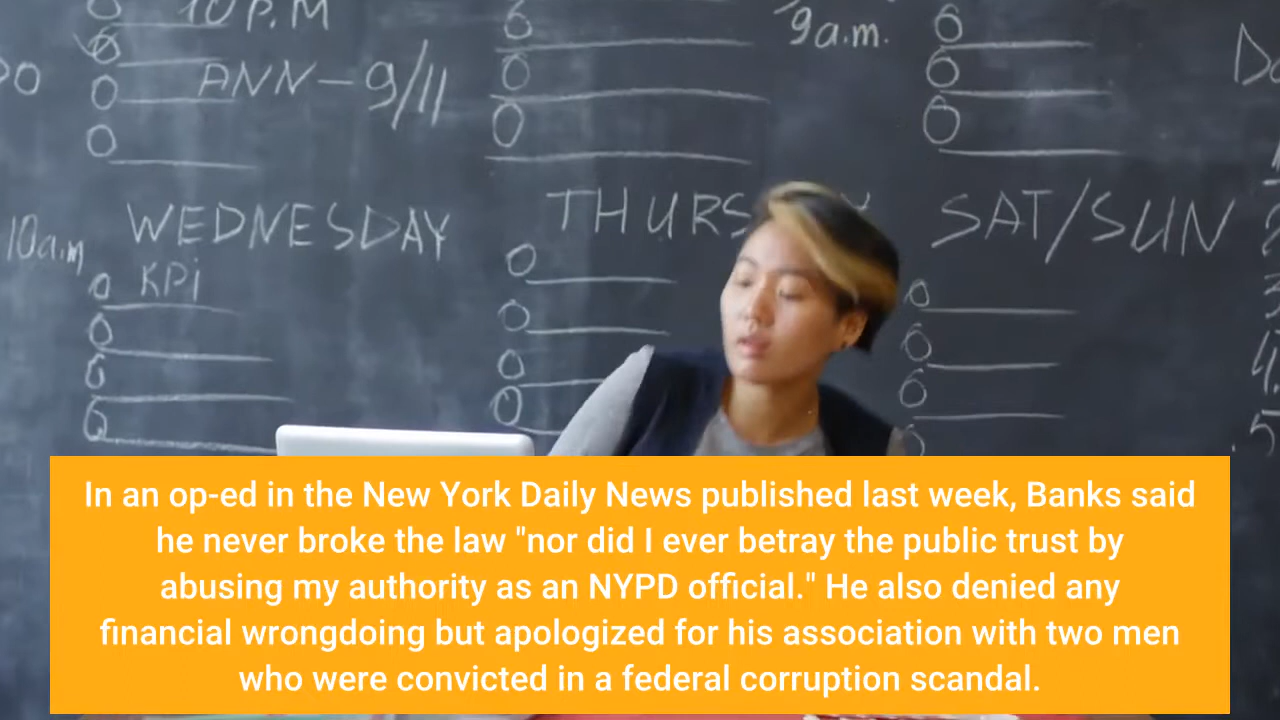 10 P.M
9a.m.
ANN-9/11
WEDNESDAY
THURS
SAT/SUN
10a.m
KPi
In an op-ed in the New York Daily News published last week, Banks said
he never broke the law "nor did I ever betray the public trust by
abusing my authority as an NYPD official." He also denied any
financial wrongdoing but apologized for his association with two men
who were convicted in a federal corruption scandal.